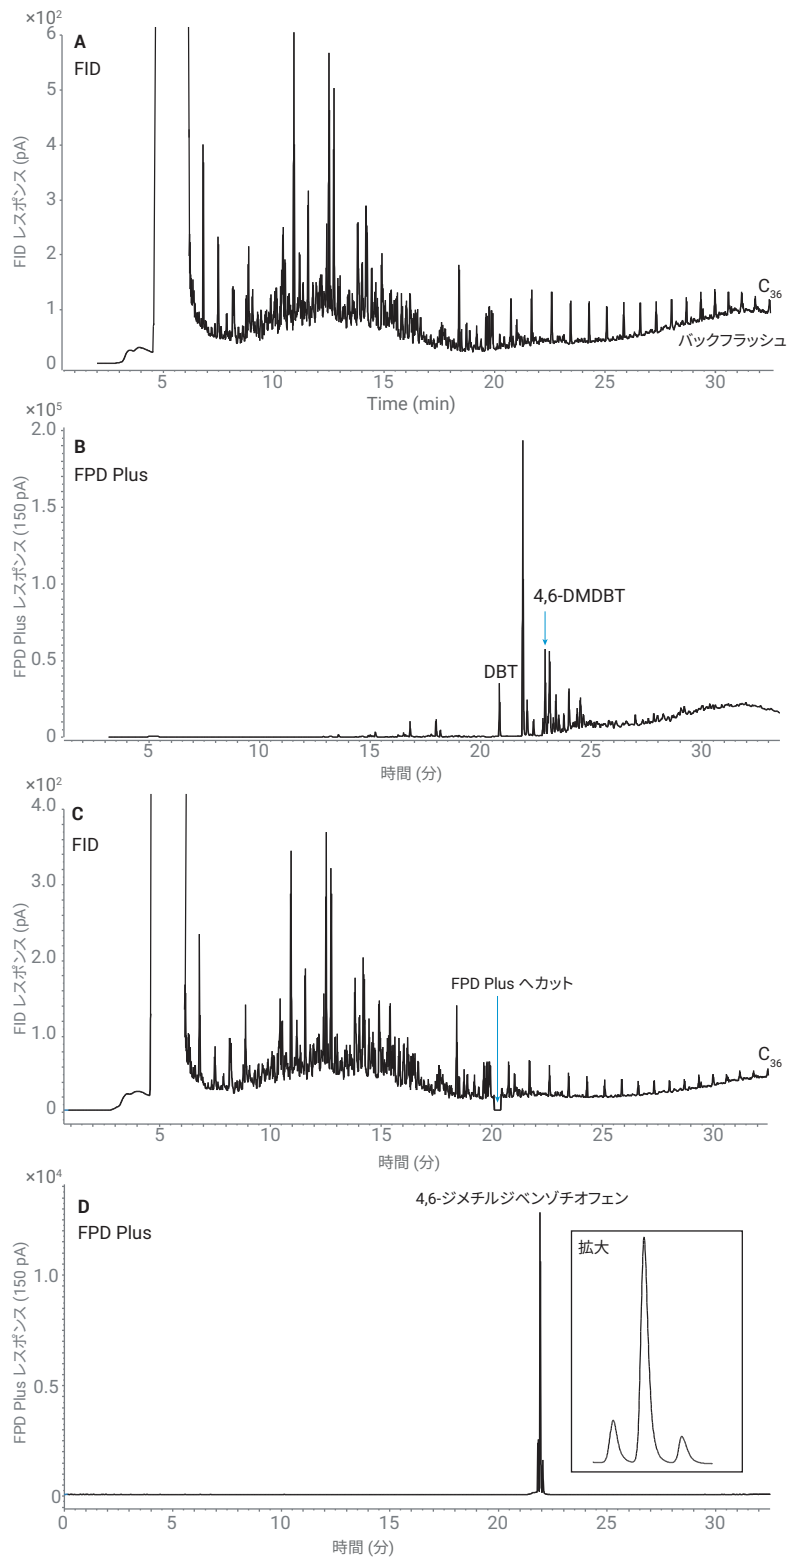 ×10²
A
FID
6
5
4
3
2
1
0
FID レスポンス (pA)
C₃₆
バックフラッシュ
5 10 15 20 25 30
Time (min)
×10⁵
B
FPD Plus
2.0
1.5
1.0
0.5
0
FPD Plus レスポンス (150 pA)
4,6-DMDBT
DBT
5 10 15 20 25 30
時間 (分)
×10²
C
FID
4.0
3.0
2.0
1.0
0
FID レスポンス (pA)
FPD Plus へカット
C₃₆
5 10 15 20 25 30
時間 (分)
×10⁴
D
FPD Plus
4,6-ジメチルジベンゾチオフェン
拡大
1.0
0.5
0
FPD Plus レスポンス (150 pA)
0 5 10 15 20 25 30
時間 (分)